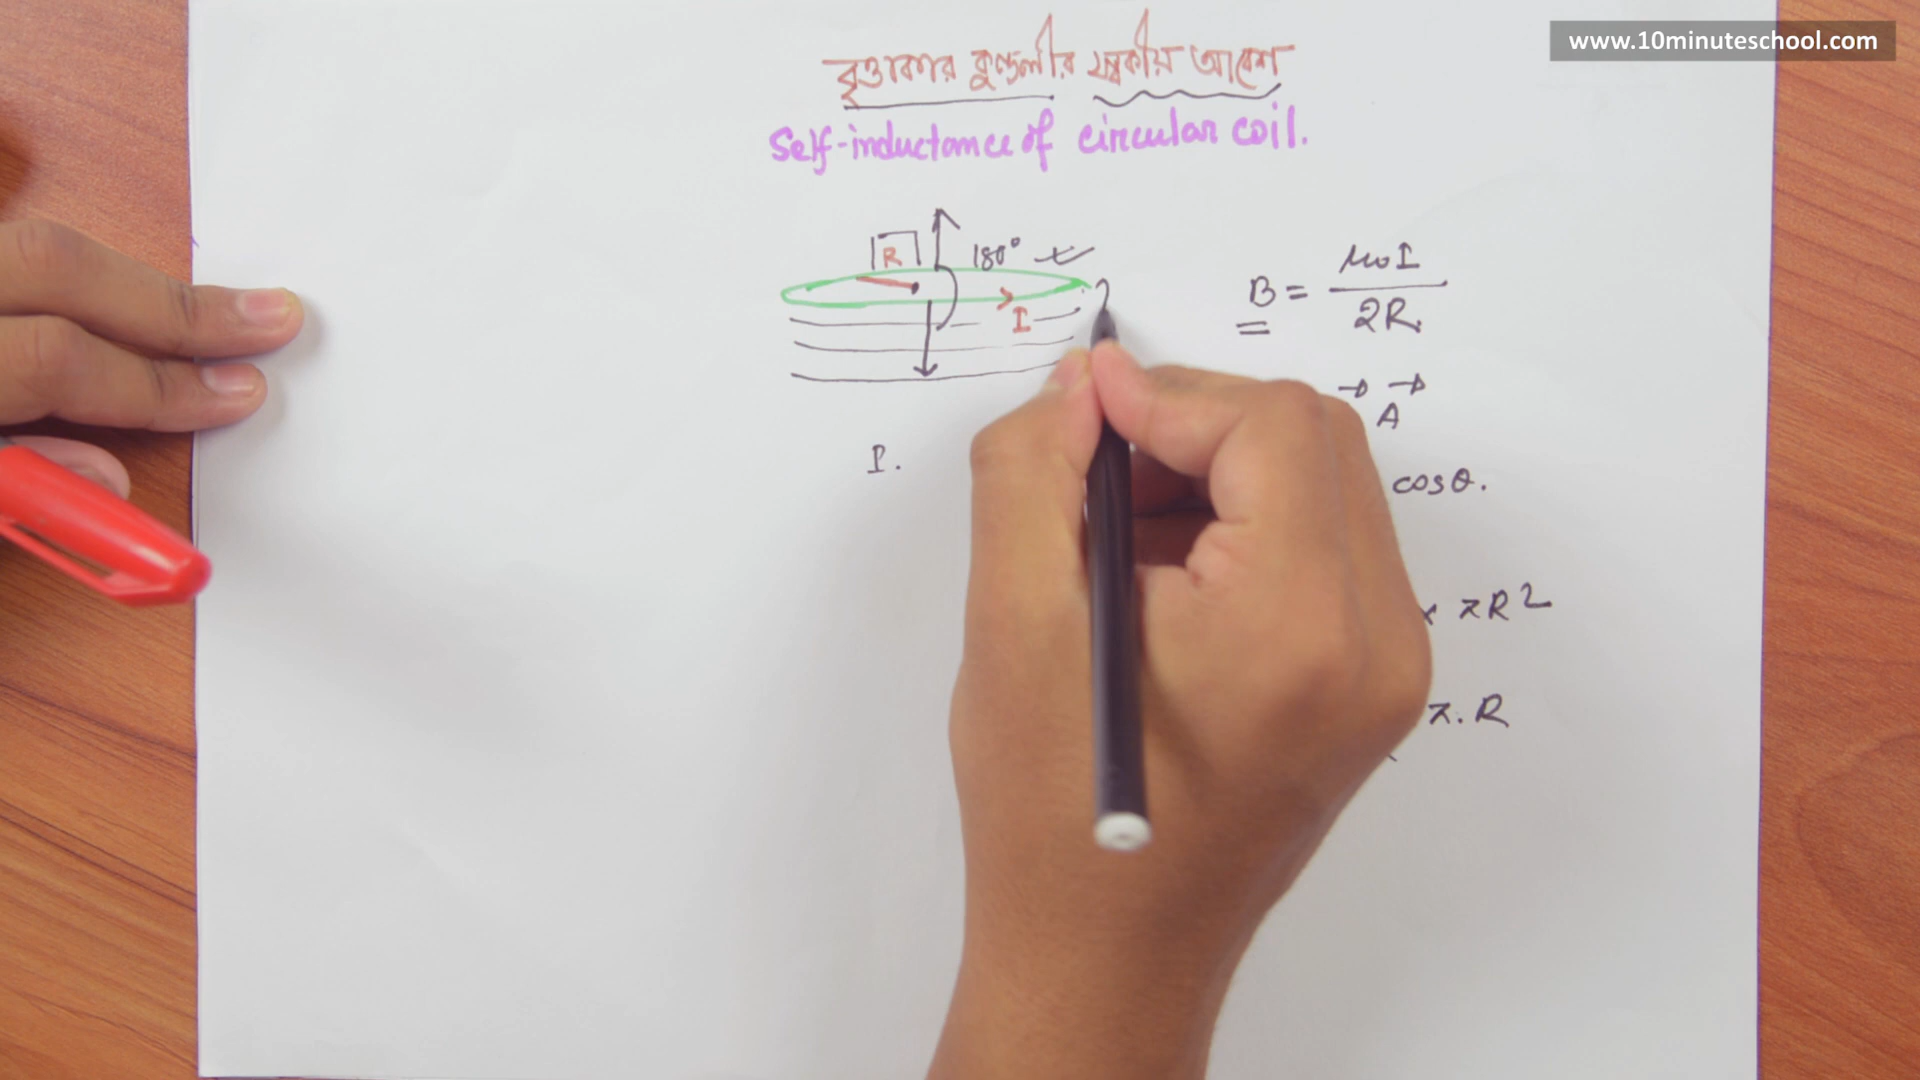 www.10minuteschool.com
বৃত্তাকার কুণ্ডলীর স্বকীয় আবেশ
Self-inductance of circular coil.
R 180°
I
B = μ₀I / 2R
A
I.
cosθ.
× πR²
π.R